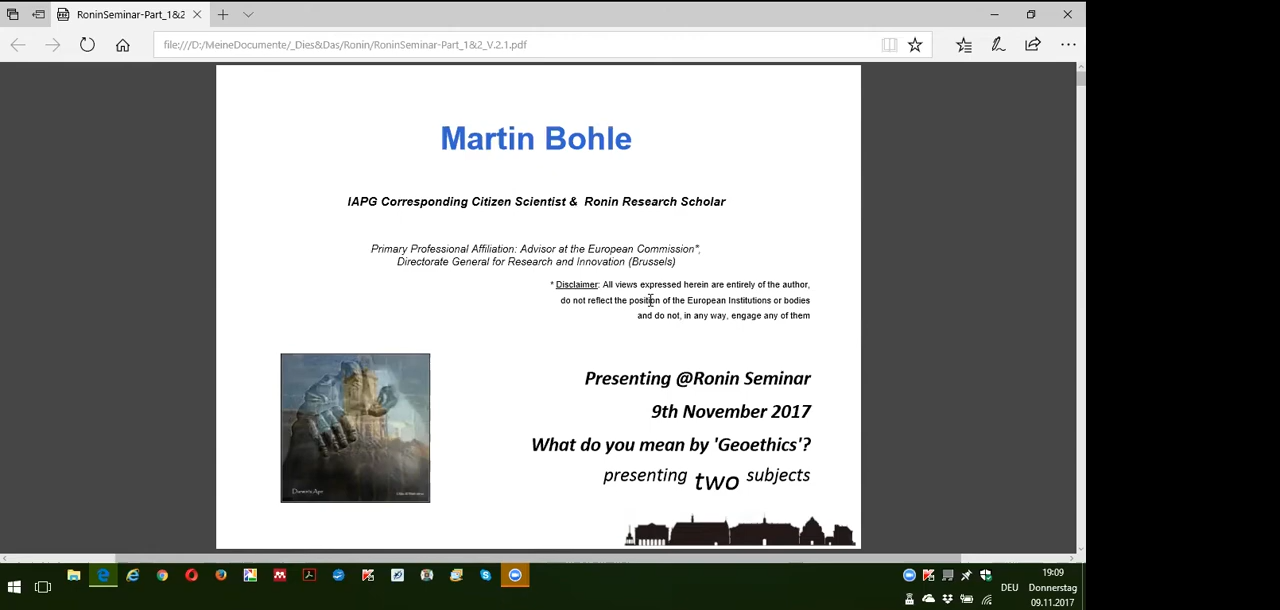 RoninSeminar-Part_1&2_
file:///D:/MeineDocumente/_Dies&Das/Ronin/RoninSeminar-Part_1&2_V.2.1.pdf
Martin Bohle
IAPG Corresponding Citizen Scientist & Ronin Research Scholar
Primary Professional Affiliation: Advisor at the European Commission*,
Directorate General for Research and Innovation (Brussels)
* Disclaimer: All views expressed herein are entirely of the author,
do not reflect the position of the European Institutions or bodies
and do not, in any way, engage any of them
Presenting @Ronin Seminar
9th November 2017
What do you mean by 'Geoethics'?
presenting two subjects
19:09
DEU Donnerstag
09.11.2017